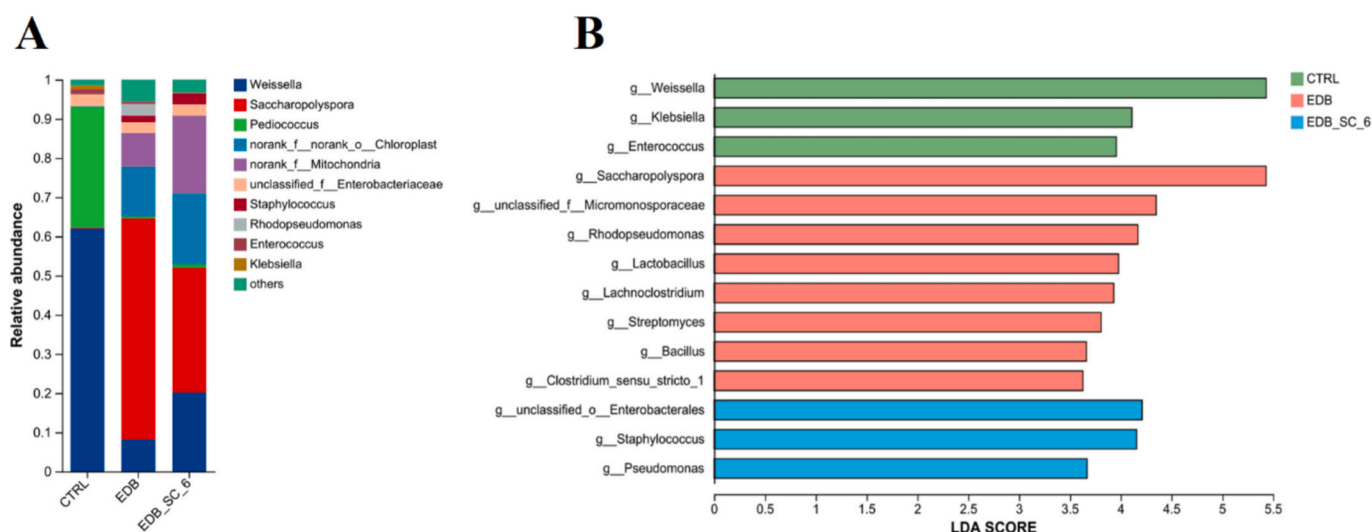 A
Relative abundance
1
0.9
0.8
0.7
0.6
0.5
0.4
0.3
0.2
0.1
0
CTRL
EDB
EDB_SC_6
Weissella
Saccharopolyspora
Pediococcus
norank_f__norank_o__Chloroplast
norank_f__Mitochondria
unclassified_f__Enterobacteriaceae
Staphylococcus
Rhodopseudomonas
Enterococcus
Klebsiella
others
B
g__Weissella
g__Klebsiella
g__Enterococcus
g__Saccharopolyspora
g__unclassified_f__Micromonosporaceae
g__Rhodopseudomonas
g__Lactobacillus
g__Lachnoclostridium
g__Streptomyces
g__Bacillus
g__Clostridium_sensu_stricto_1
g__unclassified_o__Enterobacterales
g__Staphylococcus
g__Pseudomonas
0 0.5 1 1.5 2 2.5 3 3.5 4 4.5 5 5.5
LDA SCORE
CTRL
EDB
EDB_SC_6